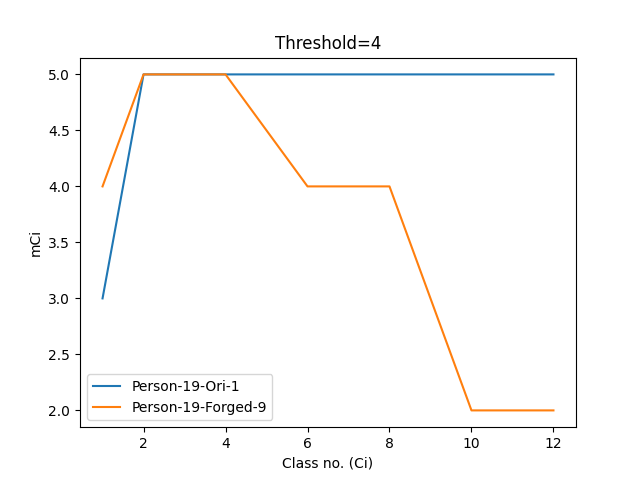 Threshold=4
5.0
4.5
4.0
3.5
3.0
2.5
2.0
mCi
Person-19-Ori-1
Person-19-Forged-9
2 4 6 8 10 12
Class no. (Ci)